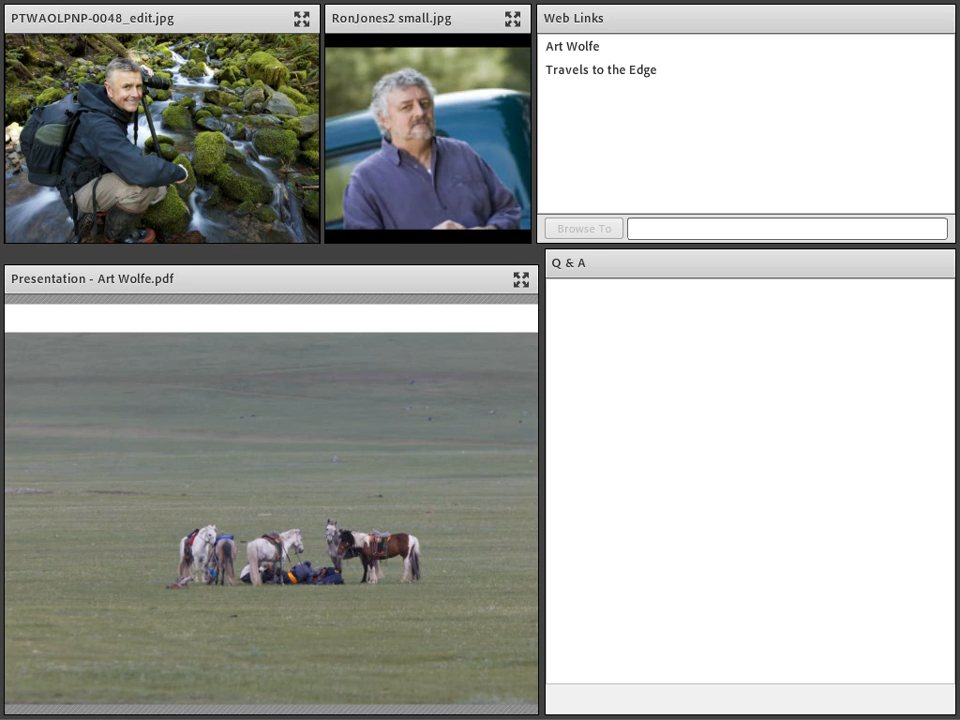 PTWAOLPNP-0048_edit.jpg
RonJones2 small.jpg
Web Links
Art Wolfe
Travels to the Edge
Browse To
Presentation - Art Wolfe.pdf
Q & A